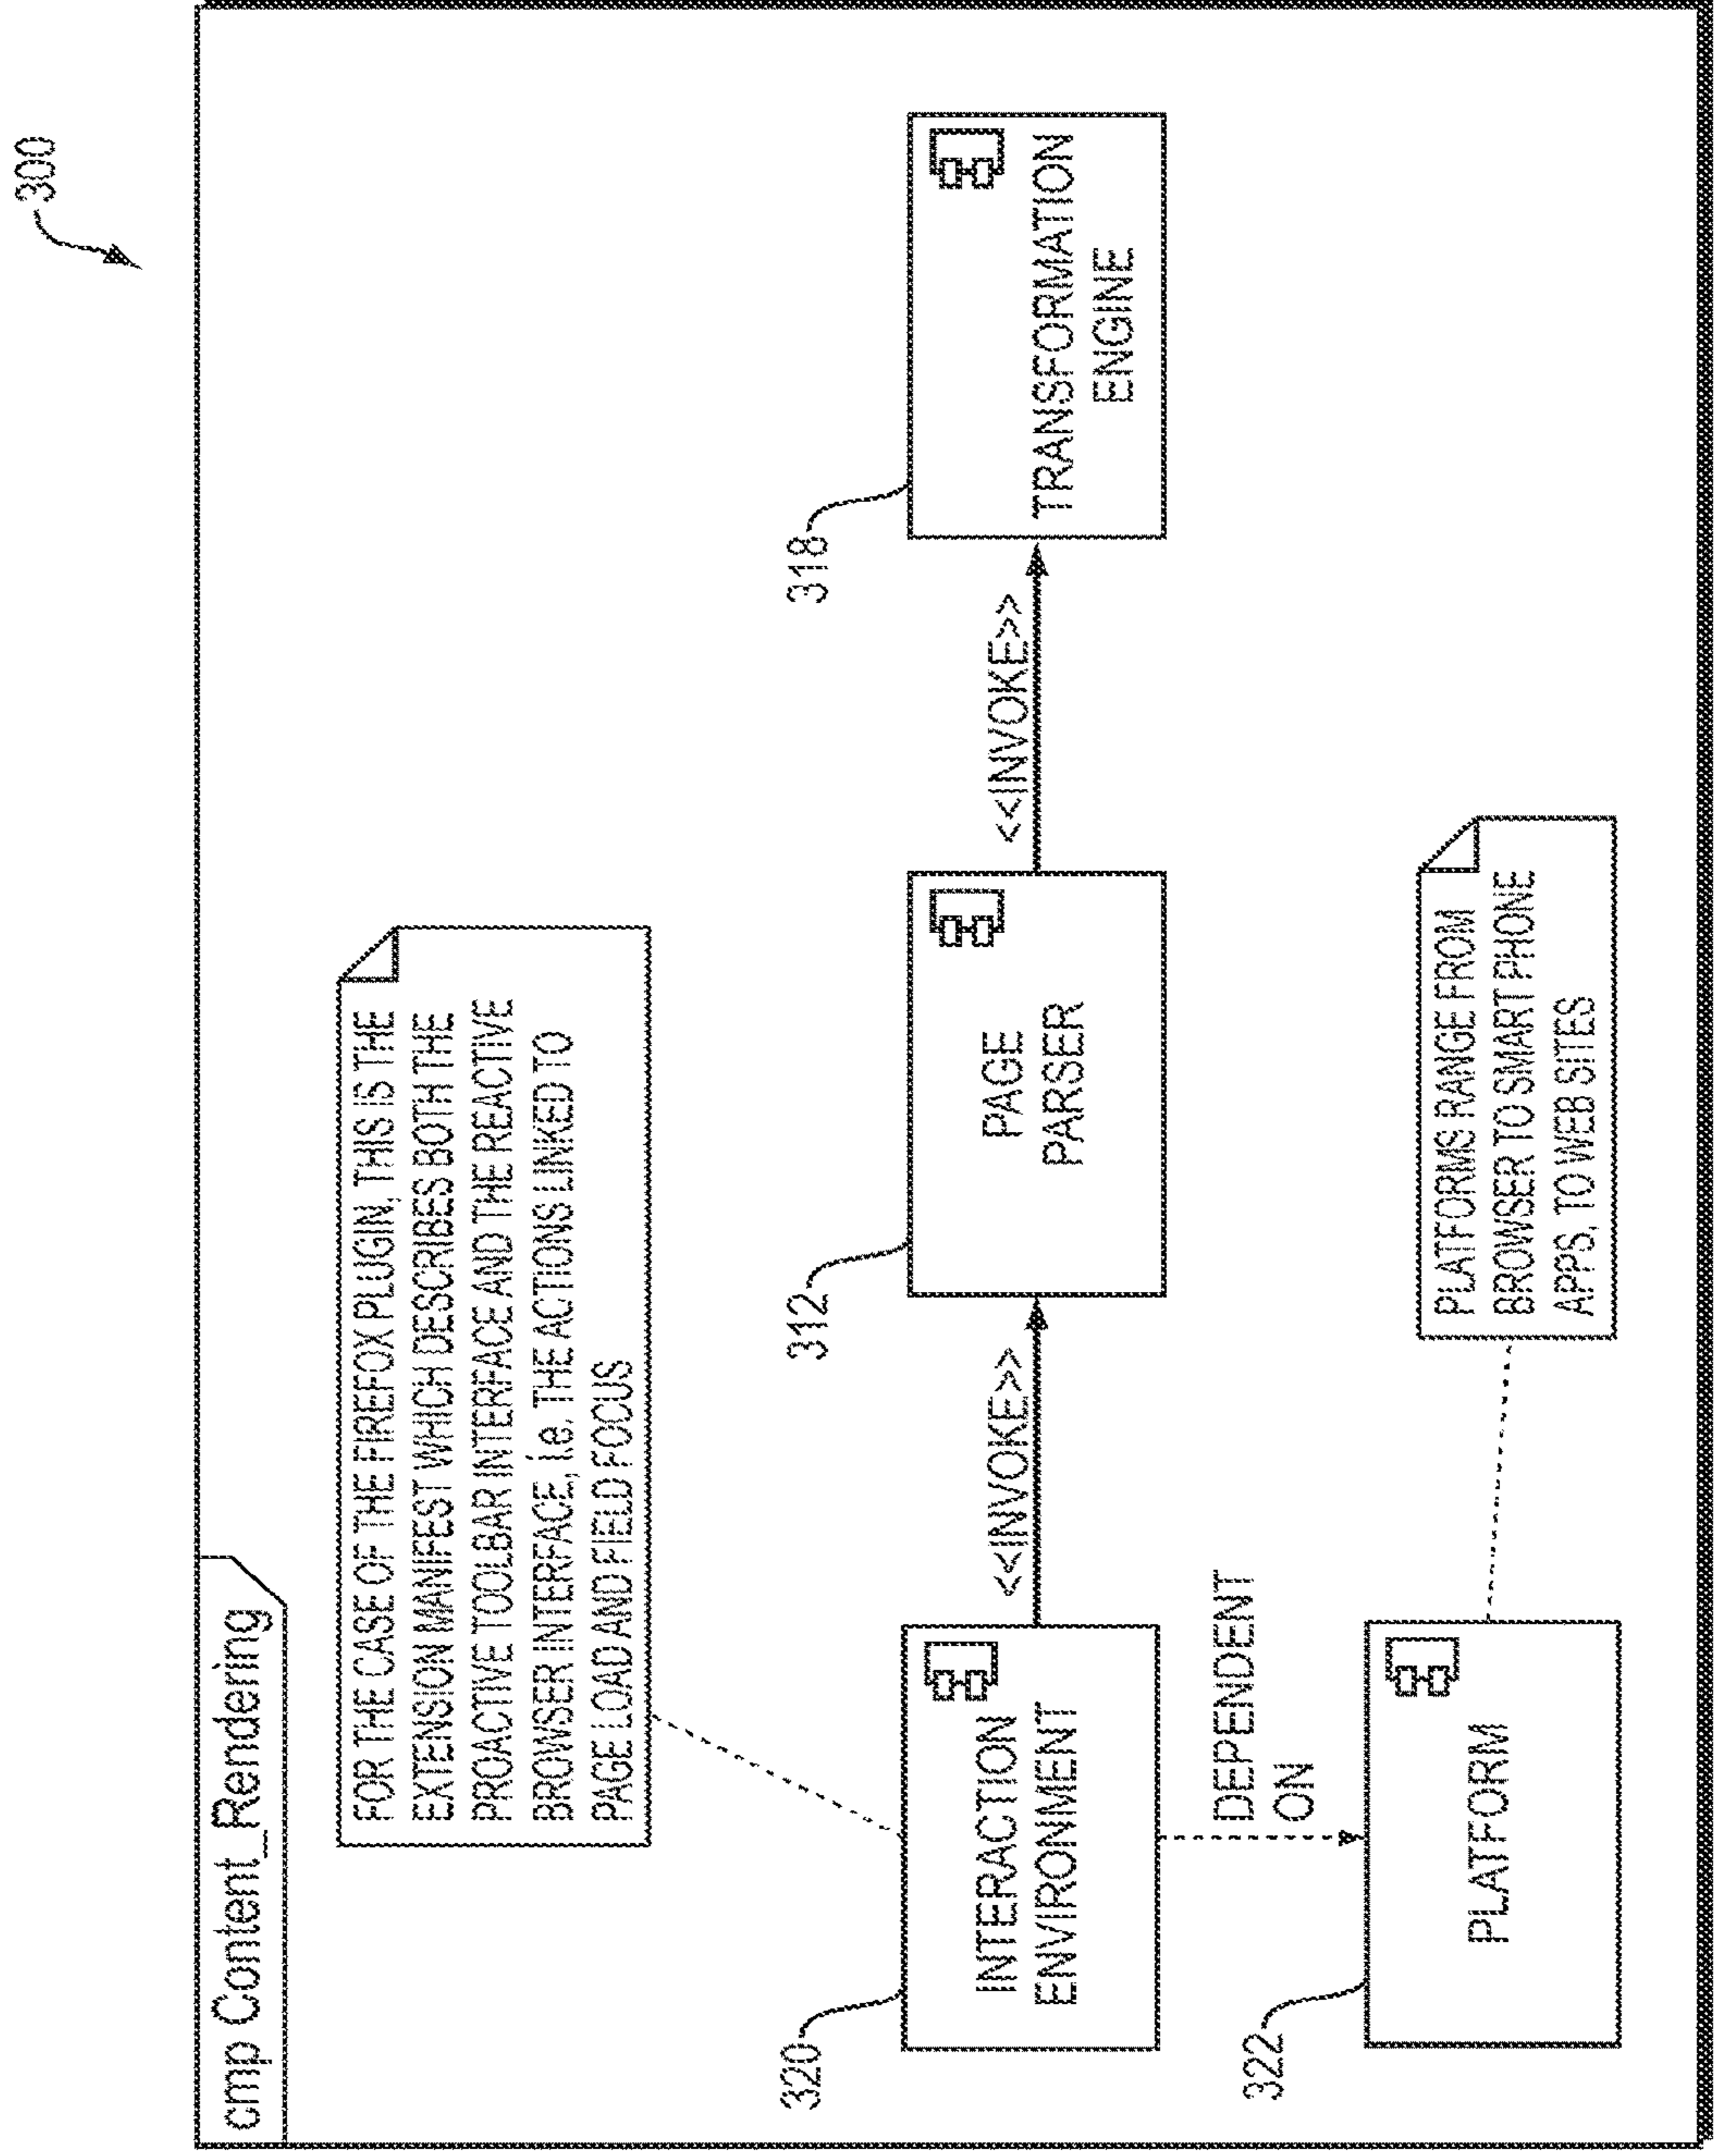 300
cmp Content_Rendering
FOR THE CASE OF THE FIREFOX PLUGIN, THIS IS THE
EXTENSION MANIFEST WHICH DESCRIBES BOTH THE
PROACTIVE TOOLBAR INTERFACE AND THE REACTIVE
BROWSER INTERFACE, i.e. THE ACTIONS LINKED TO
PAGE LOAD AND FIELD FOCUS
320
INTERACTION
ENVIRONMENT
<<INVOKE>>
312
PAGE
PARSER
<<INVOKE>>
318
TRANSFORMATION
ENGINE
DEPENDENT
ON
322
PLATFORM
PLATFORMS RANGE FROM
BROWSER TO SMART PHONE
APPS, TO WEB SITES